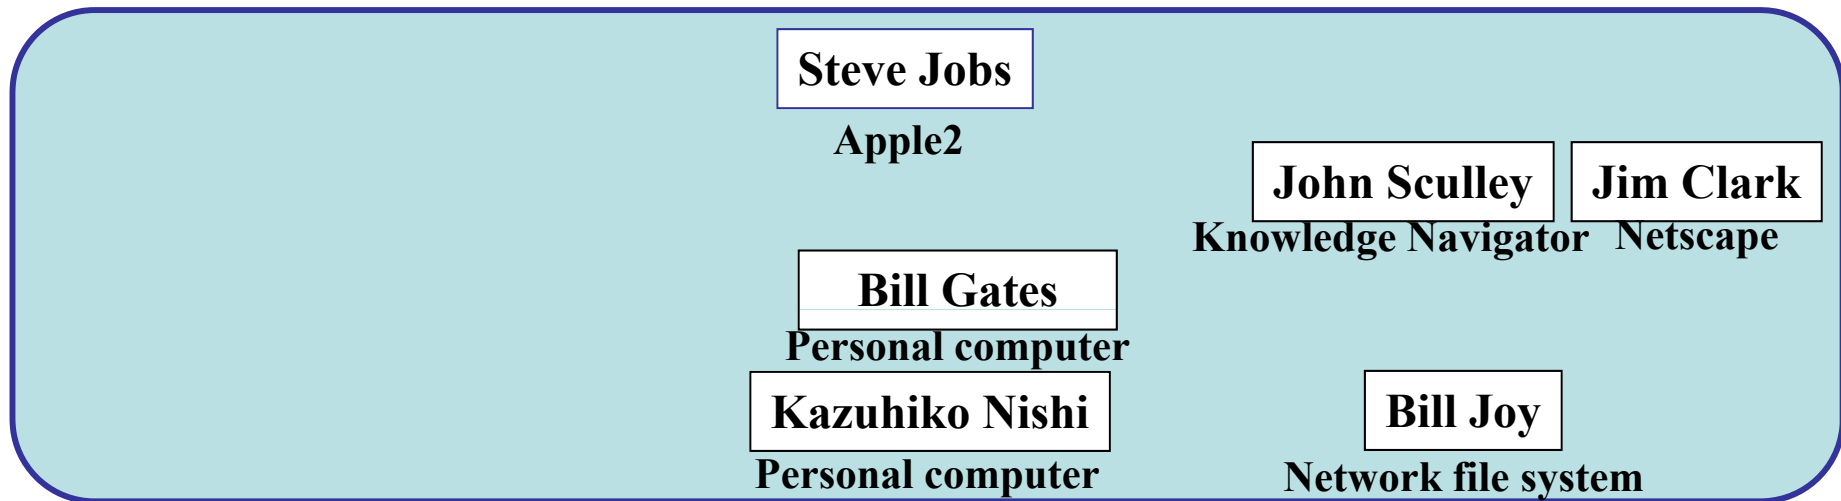 Steve Jobs
Apple2
John Sculley
Jim Clark
Knowledge Navigator
Netscape
Bill Gates
Personal computer
Kazuhiko Nishi
Bill Joy
Personal computer
Network file system